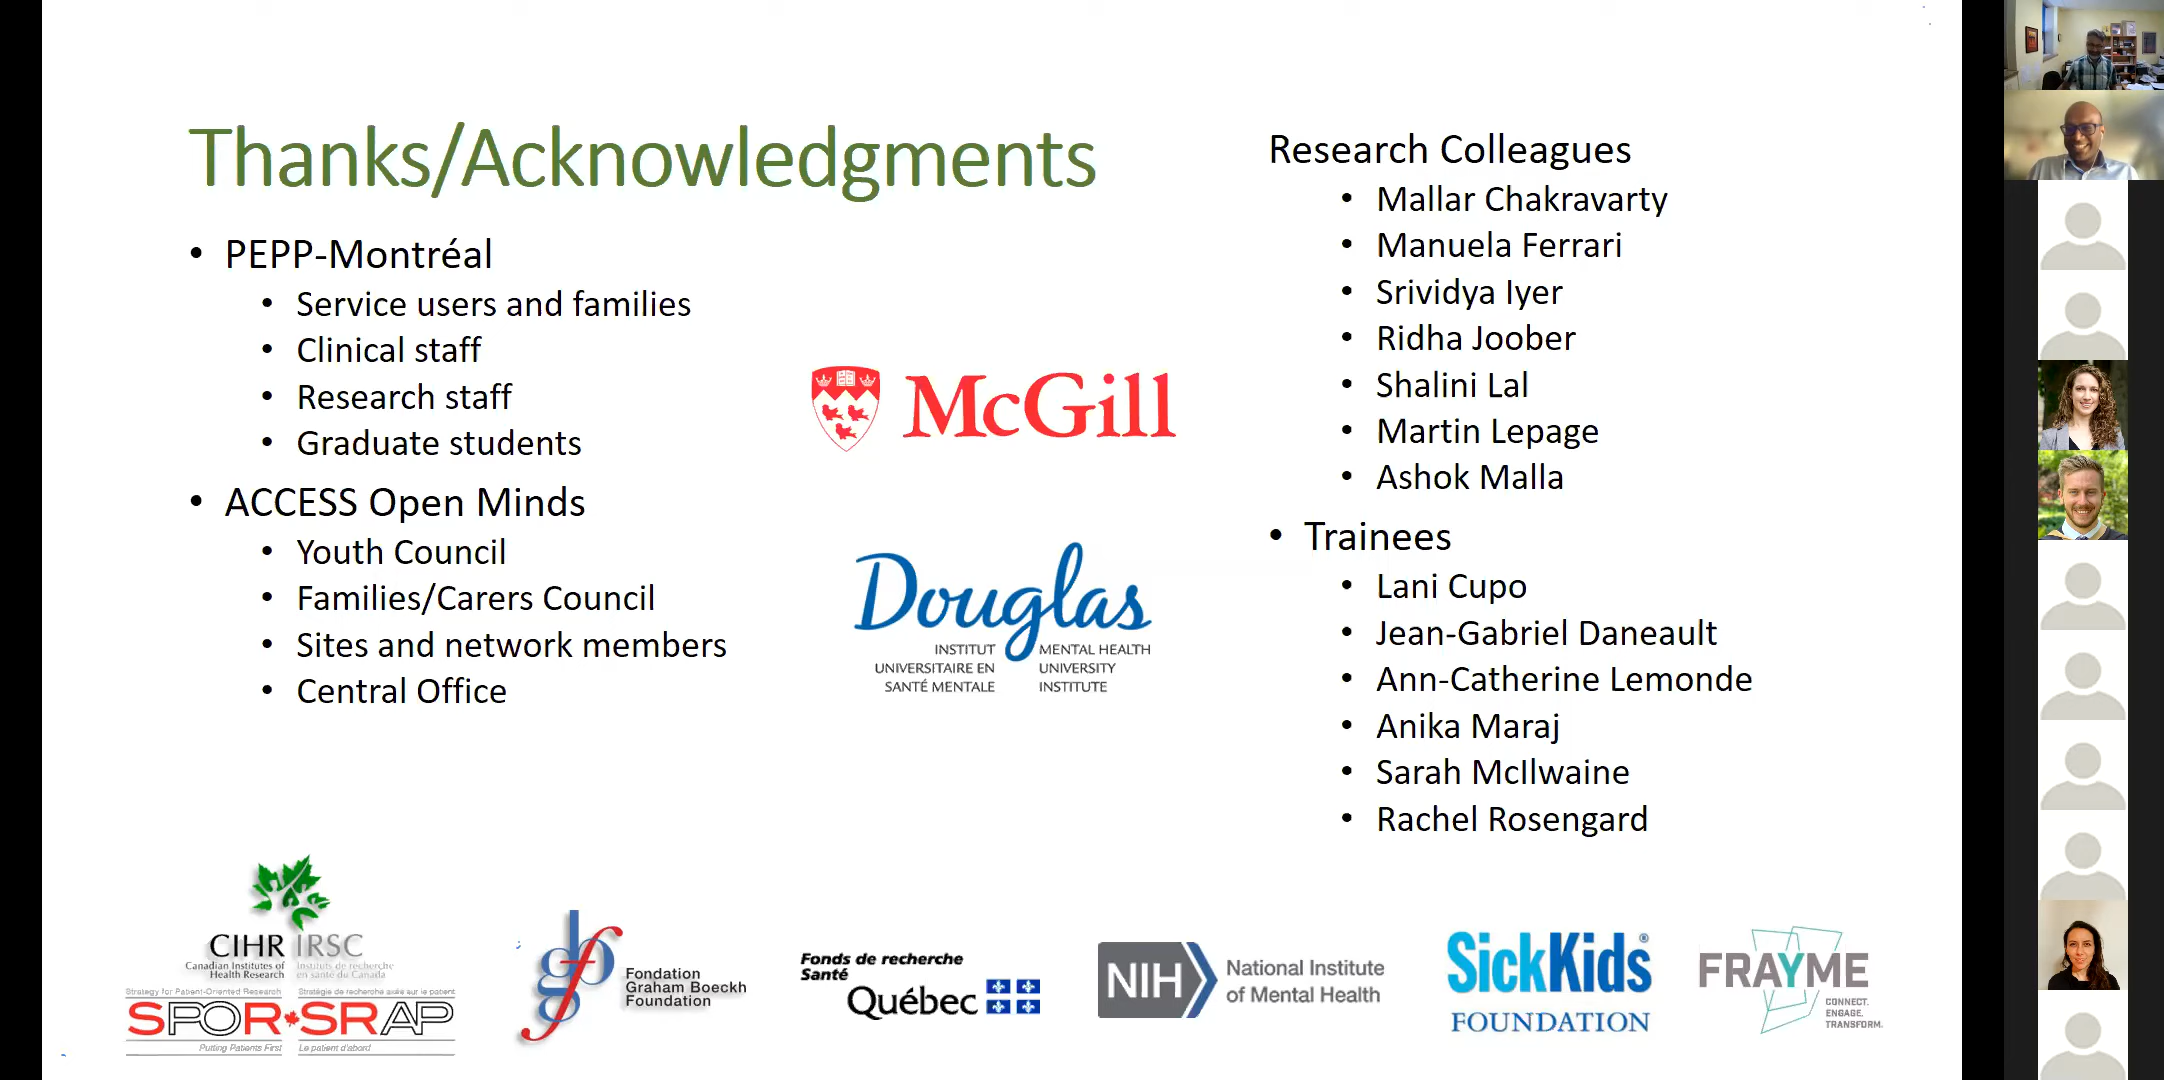 Thanks/Acknowledgments
• PEPP-Montréal
• Service users and families
• Clinical staff
• Research staff
• Graduate students
• ACCESS Open Minds
• Youth Council
• Families/Carers Council
• Sites and network members
• Central Office
McGill
Douglas
INSTITUT
UNIVERSITAIRE EN
SANTÉ MENTALE
MENTAL HEALTH
UNIVERSITY
INSTITUTE
Research Colleagues
• Mallar Chakravarty
• Manuela Ferrari
• Srividya Iyer
• Ridha Joober
• Shalini Lal
• Martin Lepage
• Ashok Malla
• Trainees
• Lani Cupo
• Jean-Gabriel Daneault
• Ann-Catherine Lemonde
• Anika Maraj
• Sarah McIlwaine
• Rachel Rosengard
CIHR IRSC
Canadian Institutes of
Health Research
Instituts de recherche
en santé du Canada
Strategy for Patient-Oriented Research
Stratégie de recherche axée sur le patient
SPOR SRAP
Putting Patients First
Le patient d'abord
gbf
Fondation
Graham Boeckh
Foundation
Fonds de recherche
Santé
Québec
NIH
National Institute
of Mental Health
SickKids®
FOUNDATION
FRAYME
CONNECT.
ENGAGE.
TRANSFORM.